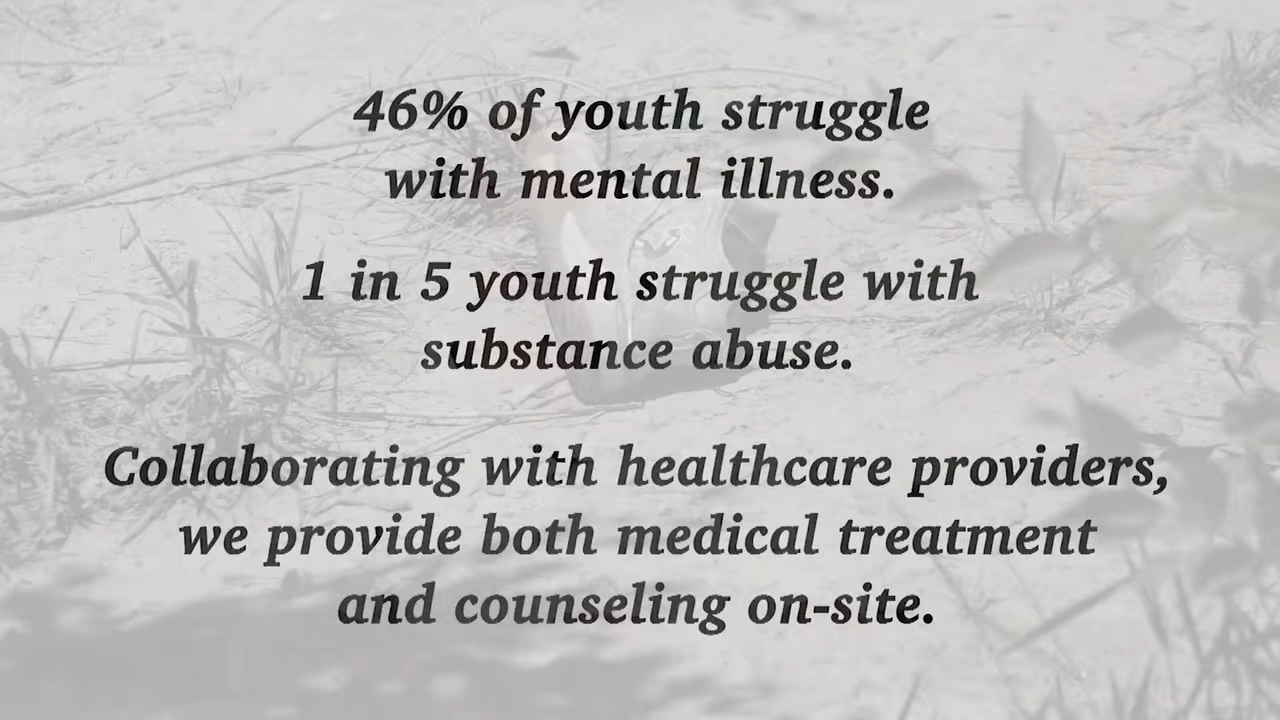 46% of youth struggle
with mental illness.
1 in 5 youth struggle with
substance abuse.
Collaborating with healthcare providers,
we provide both medical treatment
and counseling on-site.